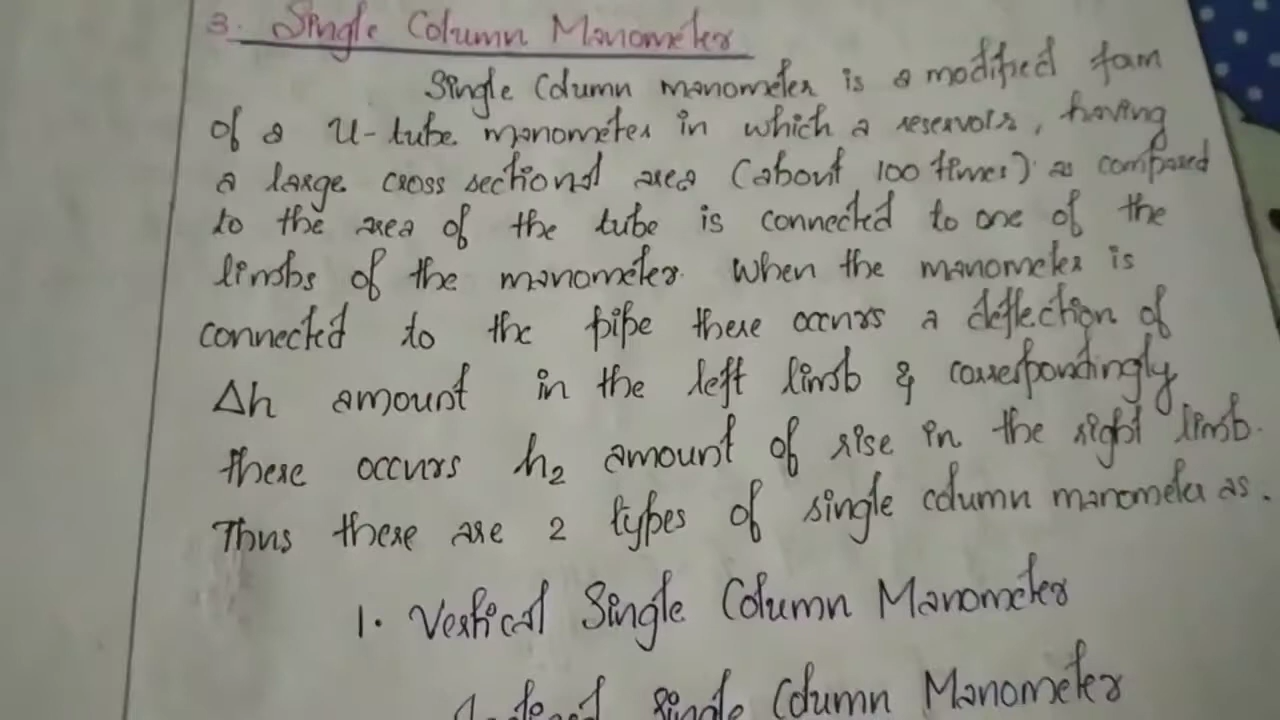 3. Single Column Manometer
Single Column manometer is a modified form
of a U-tube manometer in which a reservoir, having
a large cross sectional area (about 100 times) as compared
to the area of the tube is connected to one of the
limbs of the manometer. When the manometer is
connected to the pipe there occurs a deflection of
Δh amount in the left limb & correspondingly
there occurs h₂ amount of rise in the right limb.
Thus there are 2 types of single column manometer as.
1. Vertical Single Column Manometer
Single Column Manometer